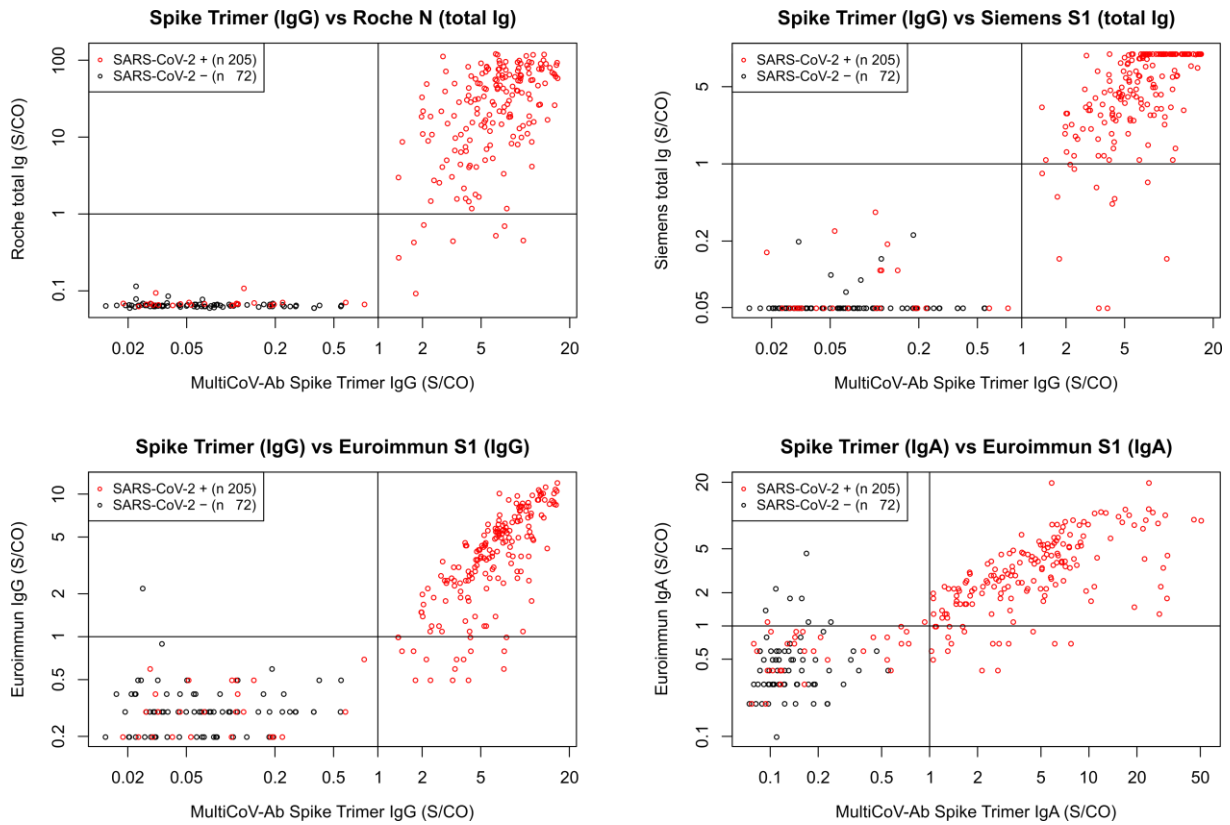 Spike Trimer (IgG) vs Roche N (total Ig)
SARS-CoV-2 + (n 205)
SARS-CoV-2 − (n 72)
Roche total Ig (S/CO)
100
10
1
0.1
0.02 0.05 0.2 1 2 5 20
MultiCoV-Ab Spike Trimer IgG (S/CO)
Spike Trimer (IgG) vs Siemens S1 (total Ig)
SARS-CoV-2 + (n 205)
SARS-CoV-2 − (n 72)
Siemens total Ig (S/CO)
5
1
0.2
0.05
0.02 0.05 0.2 1 2 5 20
MultiCoV-Ab Spike Trimer IgG (S/CO)
Spike Trimer (IgG) vs Euroimmun S1 (IgG)
SARS-CoV-2 + (n 205)
SARS-CoV-2 − (n 72)
Euroimmun IgG (S/CO)
10
5
2
1
0.5
0.2
0.02 0.05 0.2 1 2 5 20
MultiCoV-Ab Spike Trimer IgG (S/CO)
Spike Trimer (IgA) vs Euroimmun S1 (IgA)
SARS-CoV-2 + (n 205)
SARS-CoV-2 − (n 72)
Euroimmun IgA (S/CO)
20
5
2
1
0.5
0.1
0.1 0.2 0.5 1 2 5 10 20 50
MultiCoV-Ab Spike Trimer IgA (S/CO)